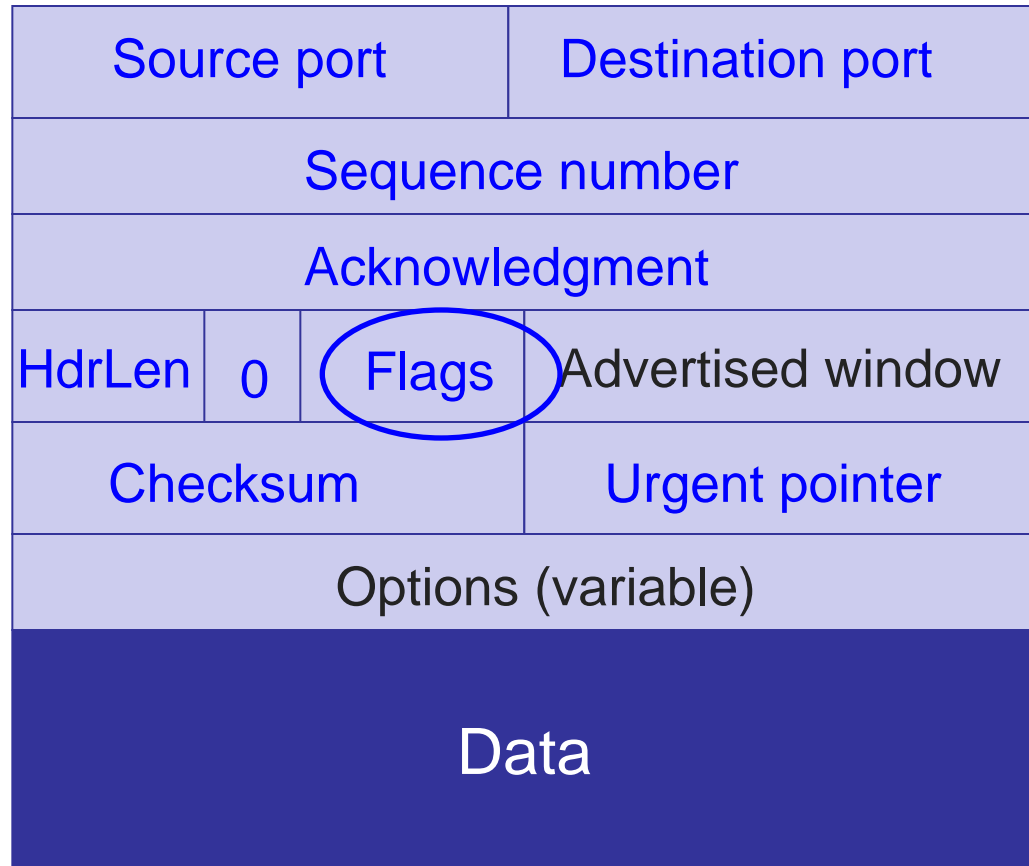 Source port Destination port
Sequence number
Acknowledgment
HdrLen 0 Flags Advertised window
Checksum Urgent pointer
Options (variable)
Data